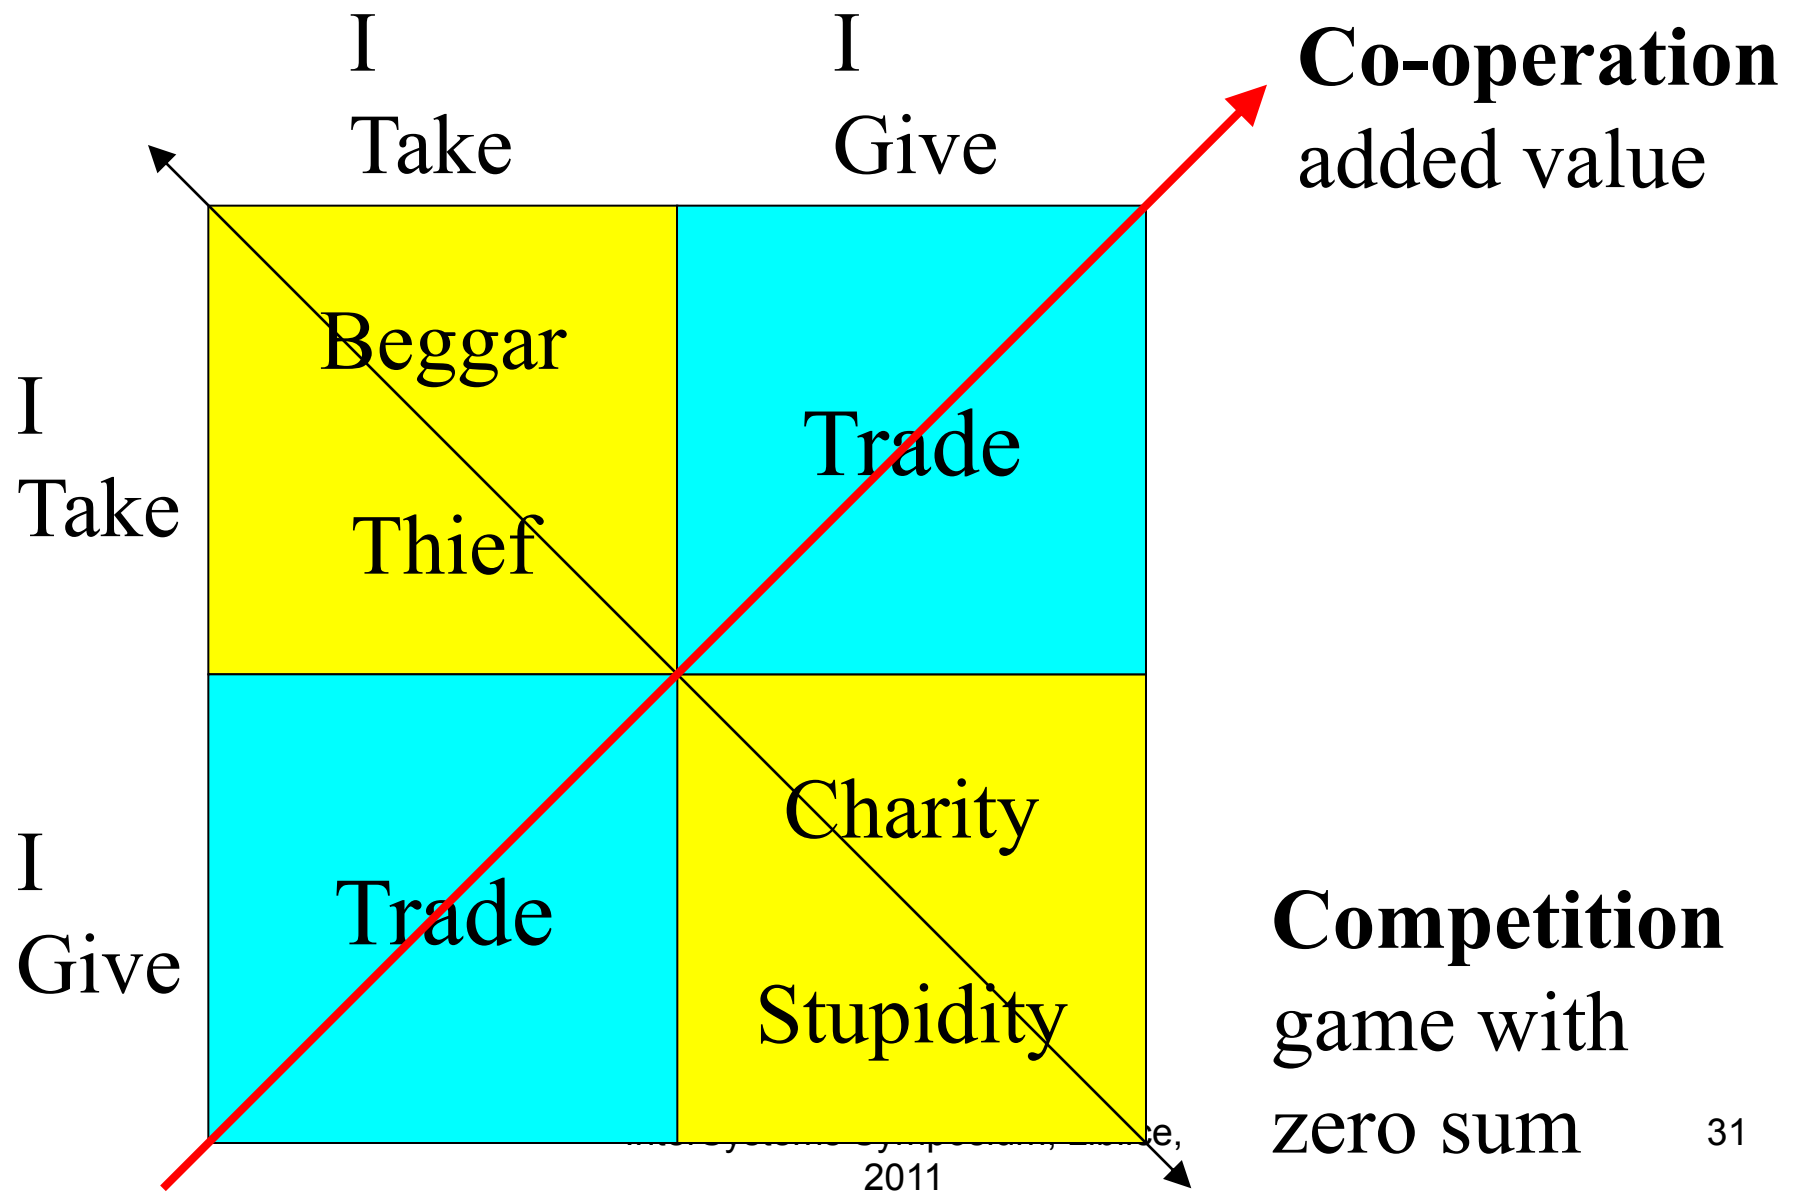 I
Take
I
Give
Co-operation
added value
I
Take
Beggar
Thief
Trade
I
Give
Trade
Charity
Stupidity
Competition
game with
zero sum
2011
31